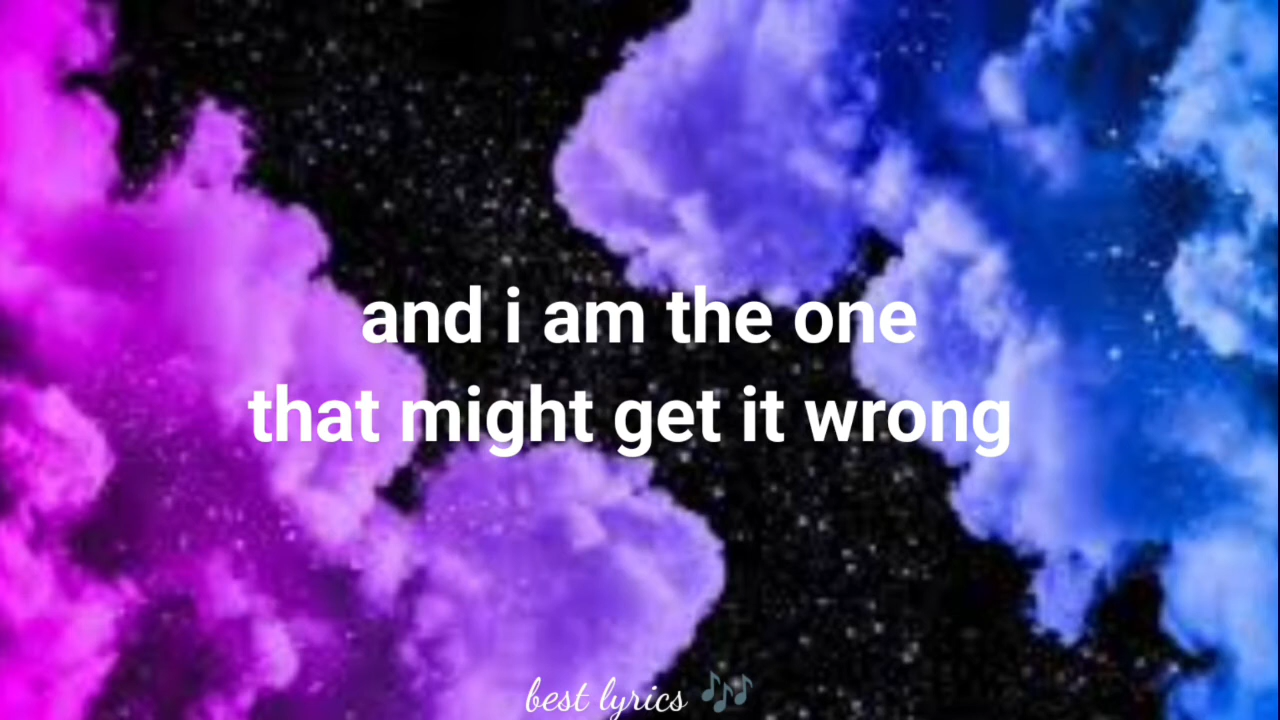 and i am the one
that might get it wrong
best lyrics 🎶